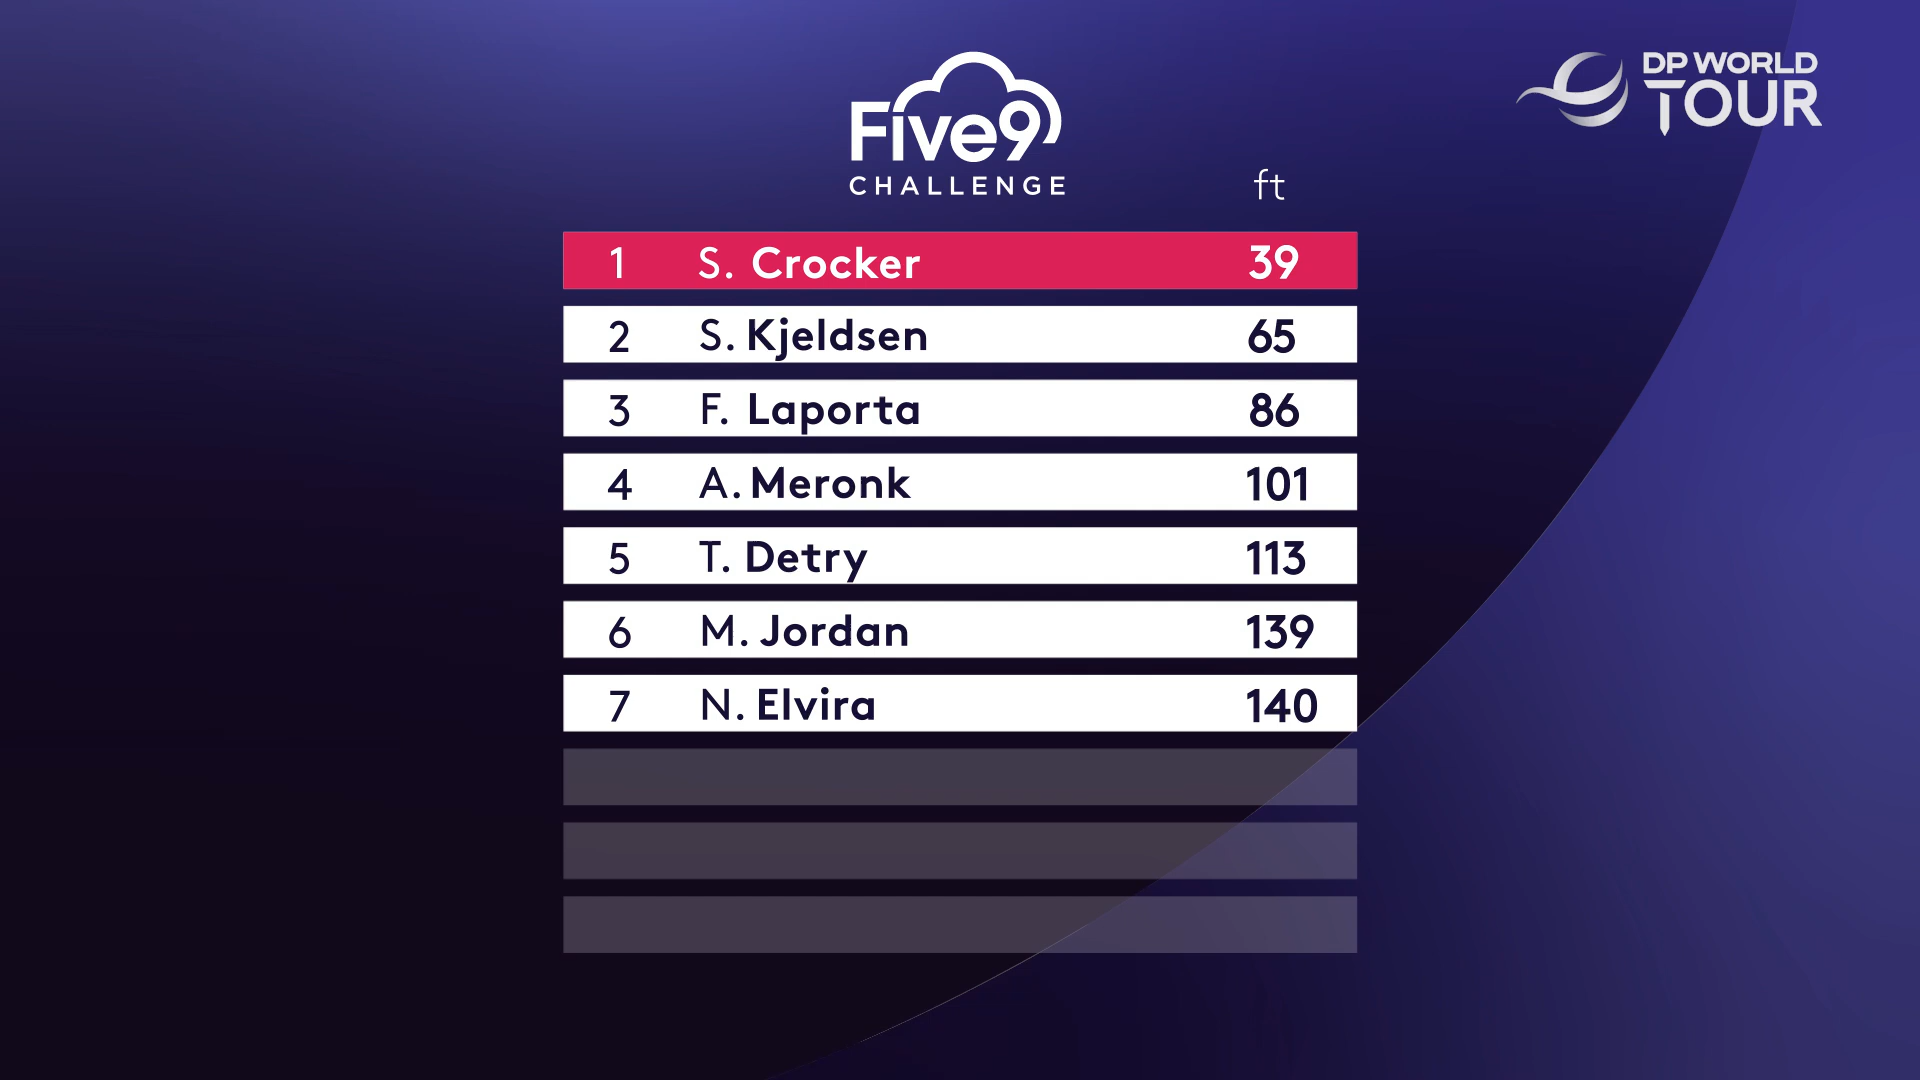 Five9
CHALLENGE
DP WORLD
TOUR
ft
1 S. Crocker 39
2 S. Kjeldsen 65
3 F. Laporta 86
4 A. Meronk 101
5 T. Detry 113
6 M. Jordan 139
7 N. Elvira 140